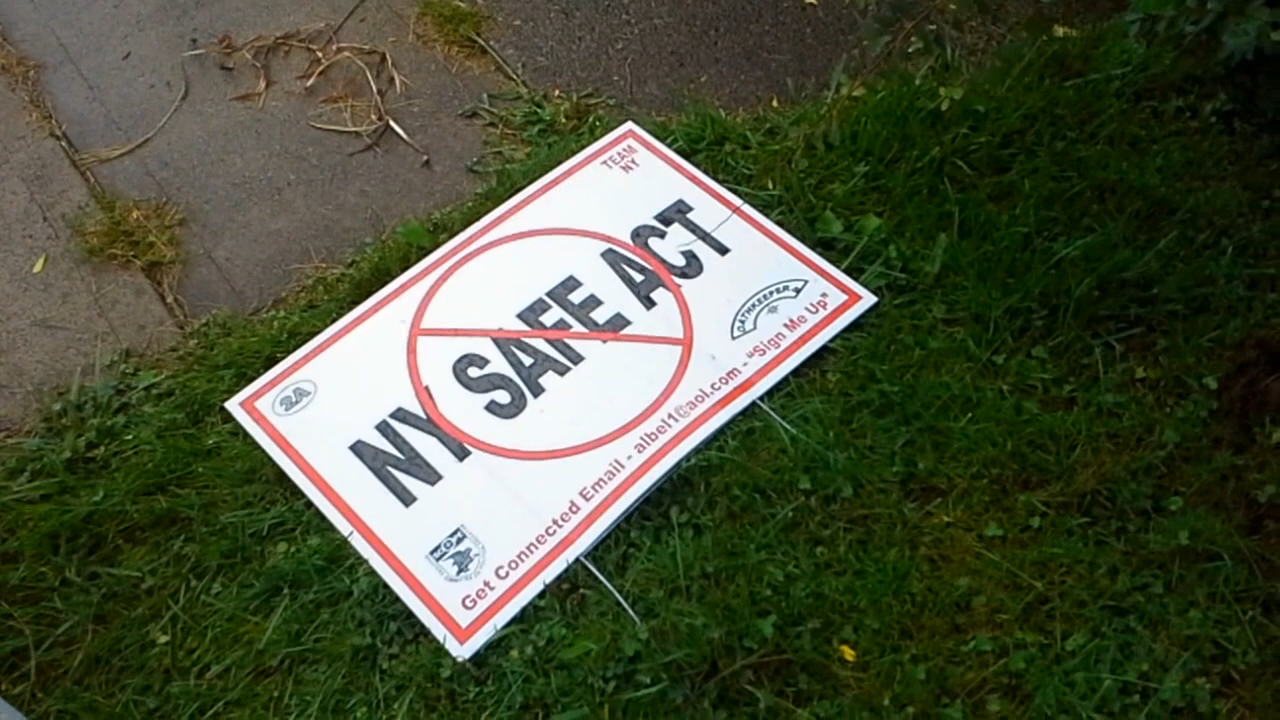 TEAM
NY
NY SAFE ACT
2A
OATHKEEPER
Get Connected Email - albel1@aol.com - "Sign Me Up"